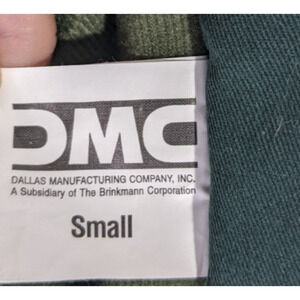 DMC
DALLAS MANUFACTURING COMPANY, INC.
A Subsidiary of The Brinkmann Corporation
Small